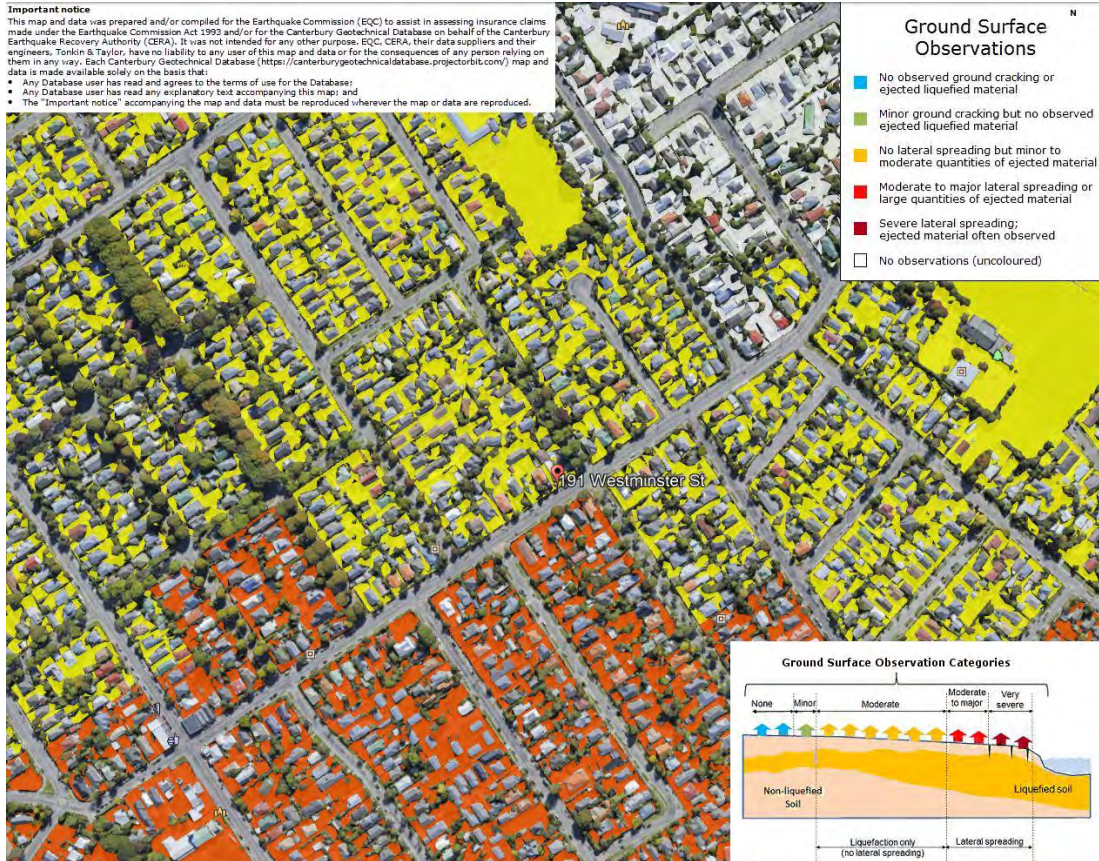 Important notice
This map and data was prepared and/or compiled for the Earthquake Commission (EQC) to assist in assessing insurance claims
made under the Earthquake Commission Act 1993 and/or for the Canterbury Geotechnical Database on behalf of the Canterbury
Earthquake Recovery Authority (CERA). It was not intended for any other purpose. EQC, CERA, their data suppliers and their
engineers, Tonkin & Taylor, have no liability to any user of this map and data or for the consequences of any person relying on
them in any way. Each Canterbury Geotechnical Database (https://canterburygeotechnicaldatabase.projectorbit.com/) map and
data is made available solely on the basis that:
• Any Database user has read and agrees to the terms of use for the Database;
• Any Database user has read any explanatory text accompanying this map; and
• The "Important notice" accompanying the map and data must be reproduced wherever the map or data are reproduced.
N
Ground Surface
Observations
No observed ground cracking or
ejected liquefied material
Minor ground cracking but no observed
ejected liquefied material
No lateral spreading but minor to
moderate quantities of ejected material
Moderate to major lateral spreading or
large quantities of ejected material
Severe lateral spreading;
ejected material often observed
No observations (uncoloured)
191 Westminster St
Ground Surface Observation Categories
None
Minor
Moderate
Moderate
to major
Very
severe
Non-liquefied
Soil
Liquefied soil
Liquefaction only
(no lateral spreading)
Lateral spreading